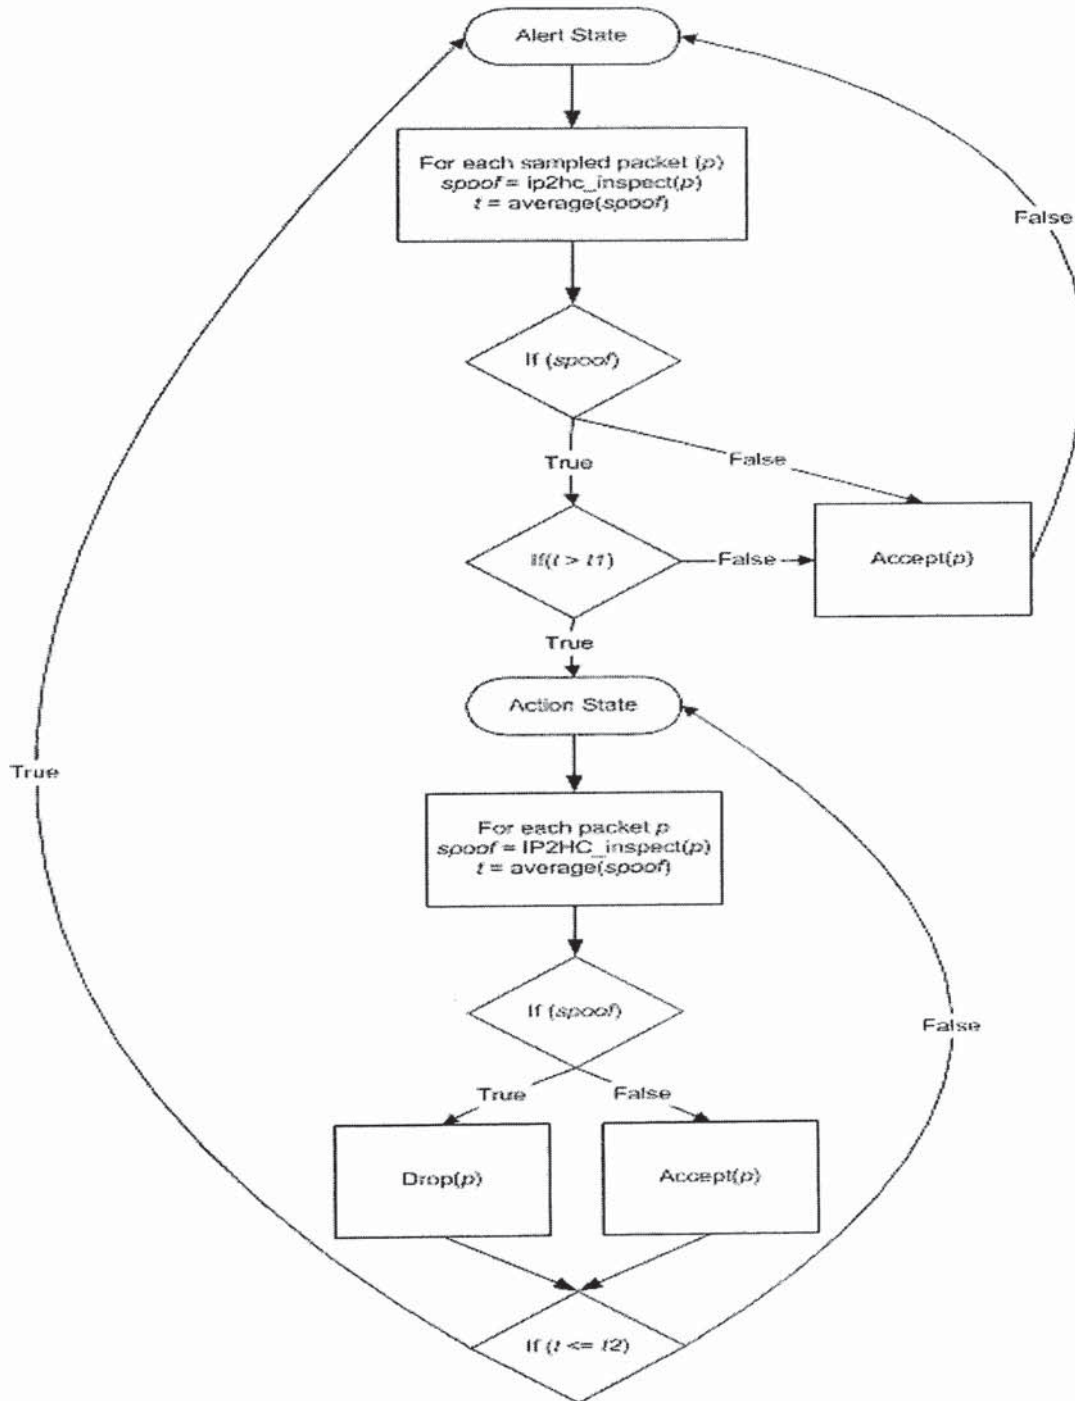 Alert State
For each sampled packet (p)
spoof = ip2hc_inspect(p)
t = average(spoof)
False
If (spoof)
True
False
If(t > t1)
False
Accept(p)
True
Action State
True
For each packet p
spoof = IP2HC_inspect(p)
t = average(spoof)
If (spoof)
False
True
False
Drop(p)
Accept(p)
If (t <= t2)